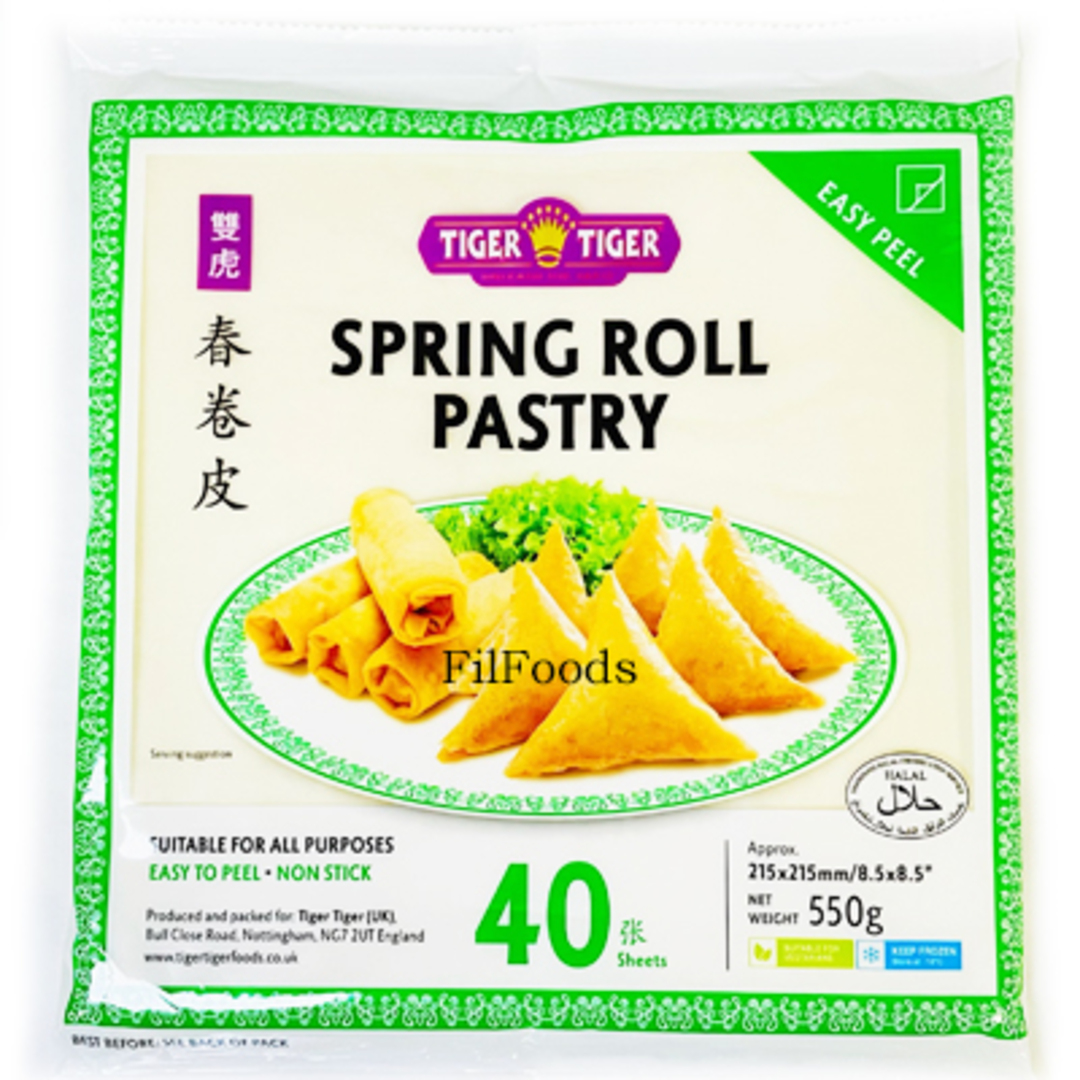 雙虎
春卷皮
TIGER TIGER
EASY PEEL
SPRING ROLL
PASTRY
FilFoods
Serving suggestion
HALAL
حلال
SUITABLE FOR ALL PURPOSES
EASY TO PEEL • NON STICK
Produced and packed for: Tiger Tiger (UK),
Bull Close Road, Nottingham, NG7 2UT England
www.tigertigerfoods.co.uk
40 张
Sheets
Approx.
215x215mm/8.5x8.5"
NET
WEIGHT 550g
SUITABLE FOR
VEGETARIANS
KEEP FROZEN
BEST BEFORE: SEE BACK OF PACK